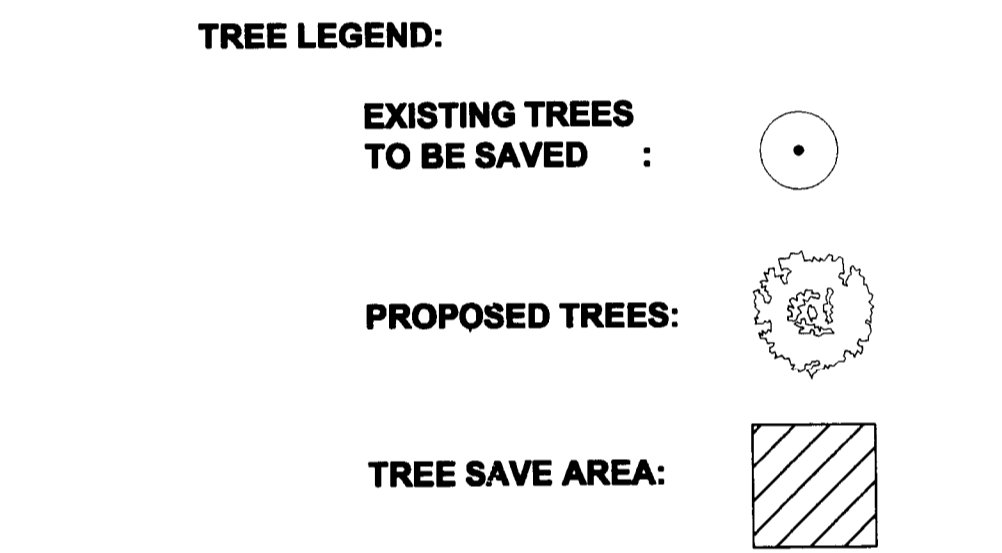 TREE LEGEND:
EXISTING TREES
TO BE SAVED :
PROPOSED TREES:
TREE SAVE AREA: